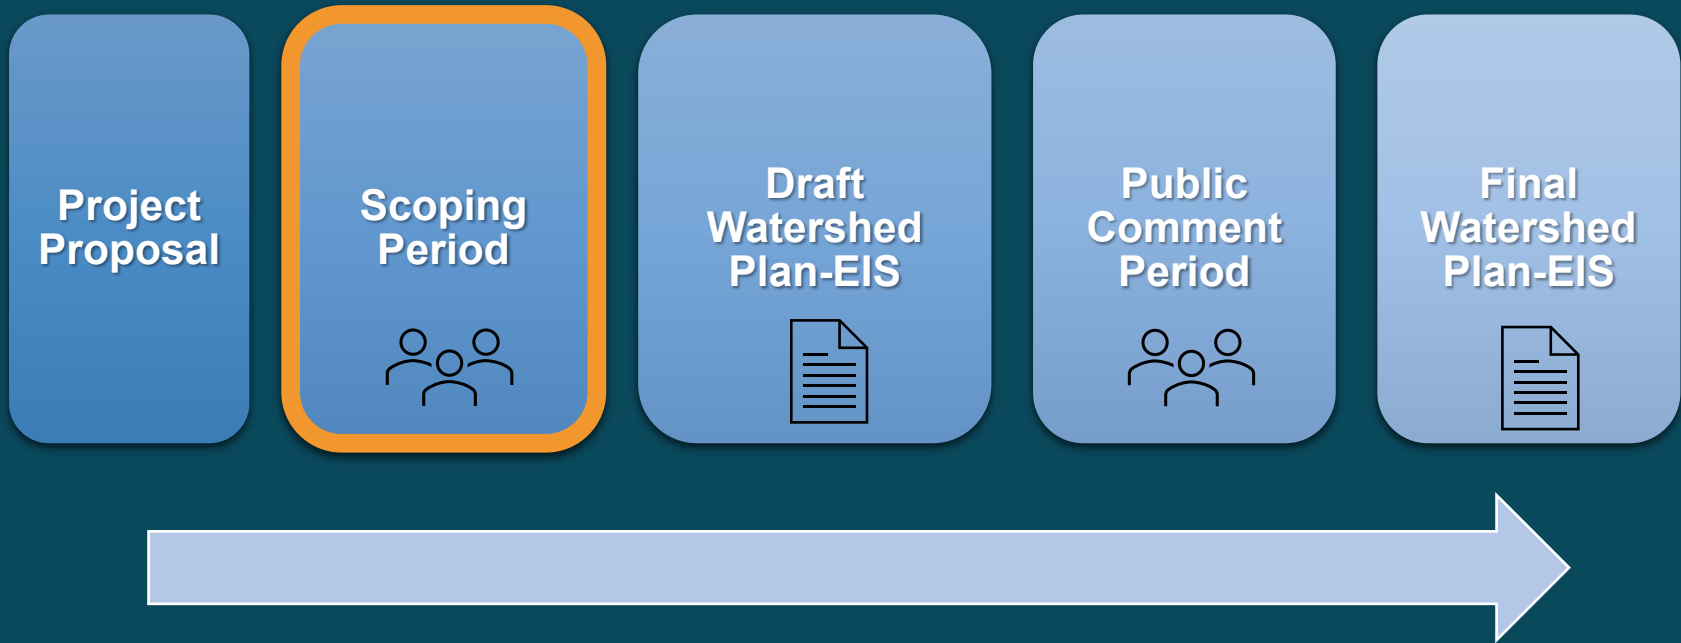 Project
Proposal
Scoping
Period
Draft
Watershed
Plan-EIS
Public
Comment
Period
Final
Watershed
Plan-EIS